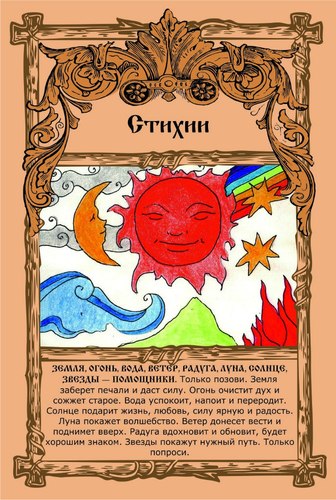 Стихии
ЗЕМЛЯ, ОГОНЬ, ВОДА, ВЕТЕР, РАДУГА, ЛУНА, СОЛНЦЕ,
ЗВЕЗДЫ — ПОМОЩНИКИ. Только позови. Земля
заберет печали и даст силу. Огонь очистит дух и
сожжет старое. Вода успокоит, напоит и переродит.
Солнце подарит жизнь, любовь, силу ярую и радость.
Луна покажет волшебство. Ветер донесет вести и
поднимет вверх. Радуга вдохновит и обновит, будет
хорошим знаком. Звезды покажут нужный путь. Только
попроси.